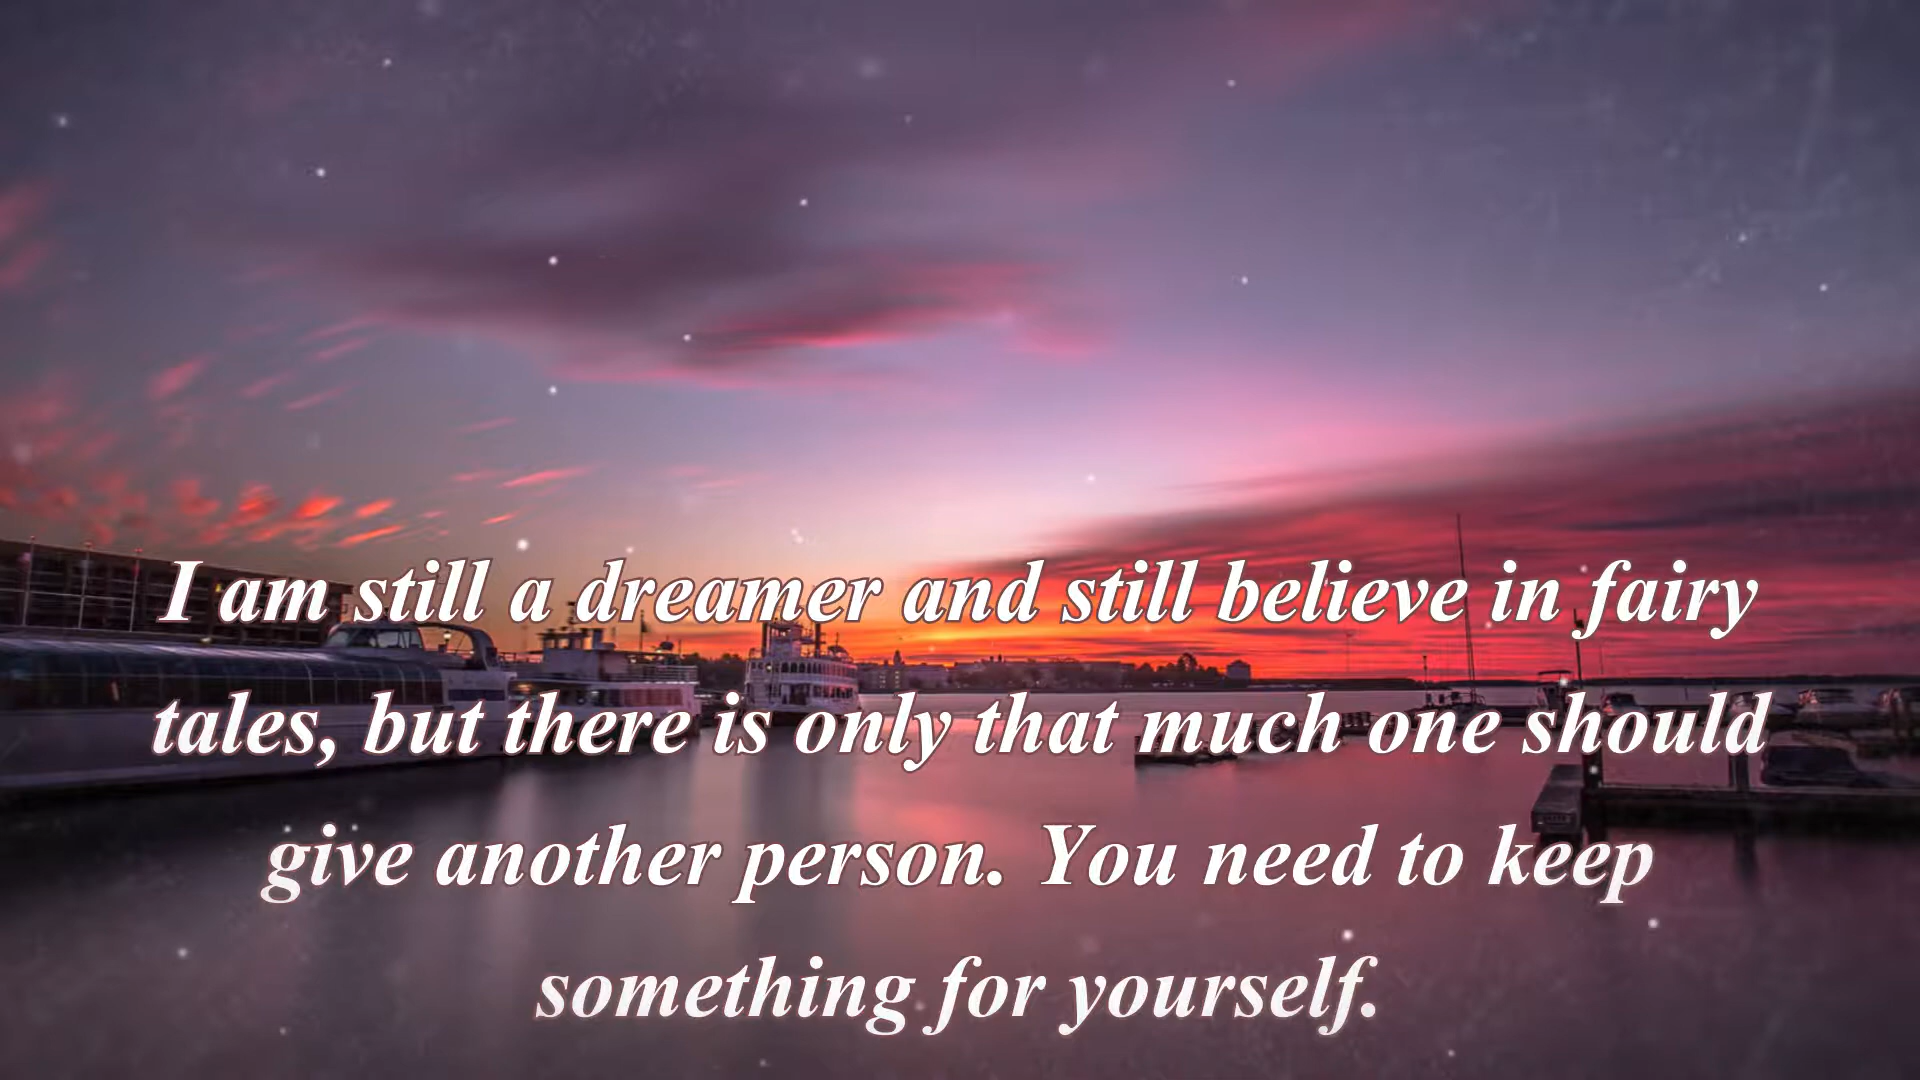 I am still a dreamer and still believe in fairy
tales, but there is only that much one should
give another person. You need to keep
something for yourself.